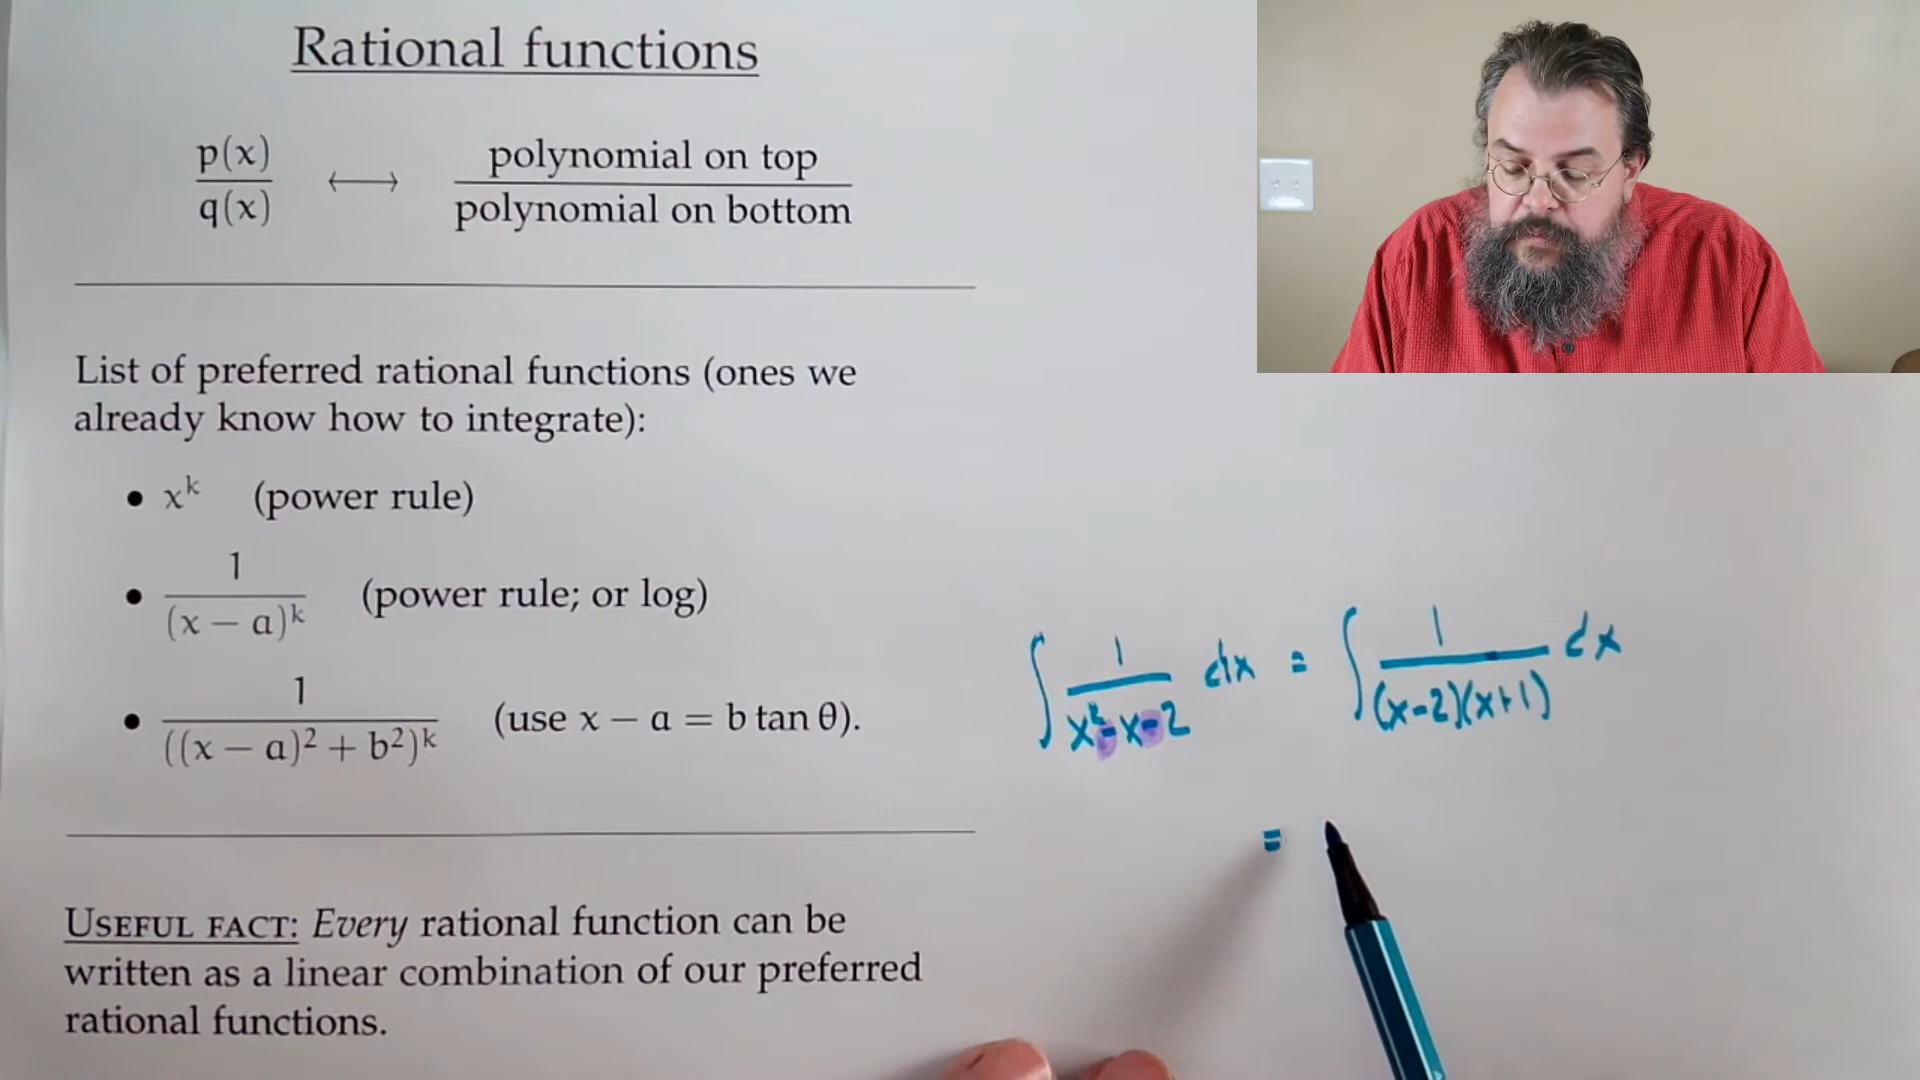 Rational functions
p(x)/q(x) ⟷ polynomial on top/polynomial on bottom
List of preferred rational functions (ones we
already know how to integrate):
• x^k (power rule)
• 1/(x − a)^k (power rule; or log)
• 1/((x − a)² + b²)^k (use x − a = b tan θ).
∫ 1/(x²-x-2) dx = ∫ 1/((x-2)(x+1)) dx
=
USEFUL FACT: Every rational function can be
written as a linear combination of our preferred
rational functions.